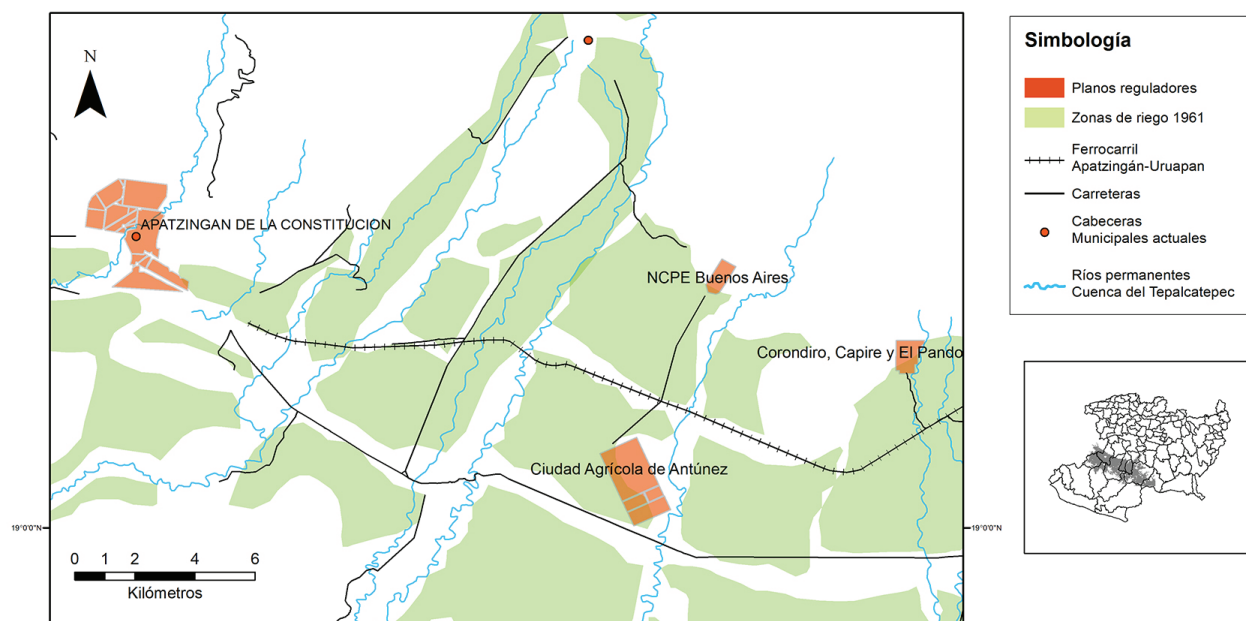 N
APATZINGAN DE LA CONSTITUCION
NCPE Buenos Aires
Corondiro, Capire y El Pando
Ciudad Agrícola de Antúnez
19°0'0"N
19°0'0"N
0 1 2 4 6
Kilómetros
Simbología
Planos reguladores
Zonas de riego 1961
Ferrocarril
Apatzingán-Uruapan
Carreteras
Cabeceras
Municipales actuales
Ríos permanentes
Cuenca del Tepalcatepec